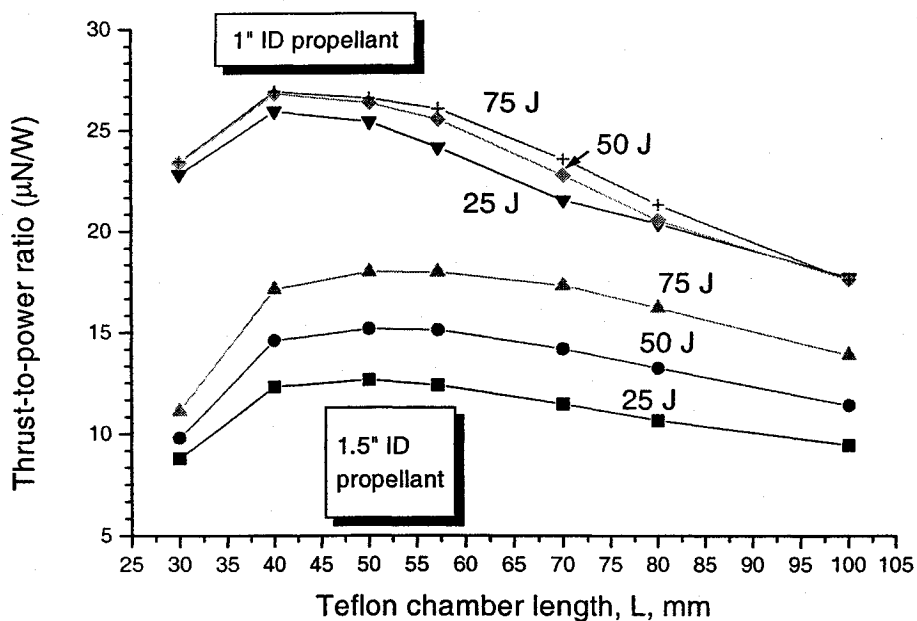 30
1" ID propellant
75 J
25
50 J
25 J
20
75 J
15
50 J
25 J
10
1.5" ID
propellant
5
25 30 35 40 45 50 55 60 65 70 75 80 85 90 95 100 105
Thrust-to-power ratio (μN/W)
Teflon chamber length, L, mm